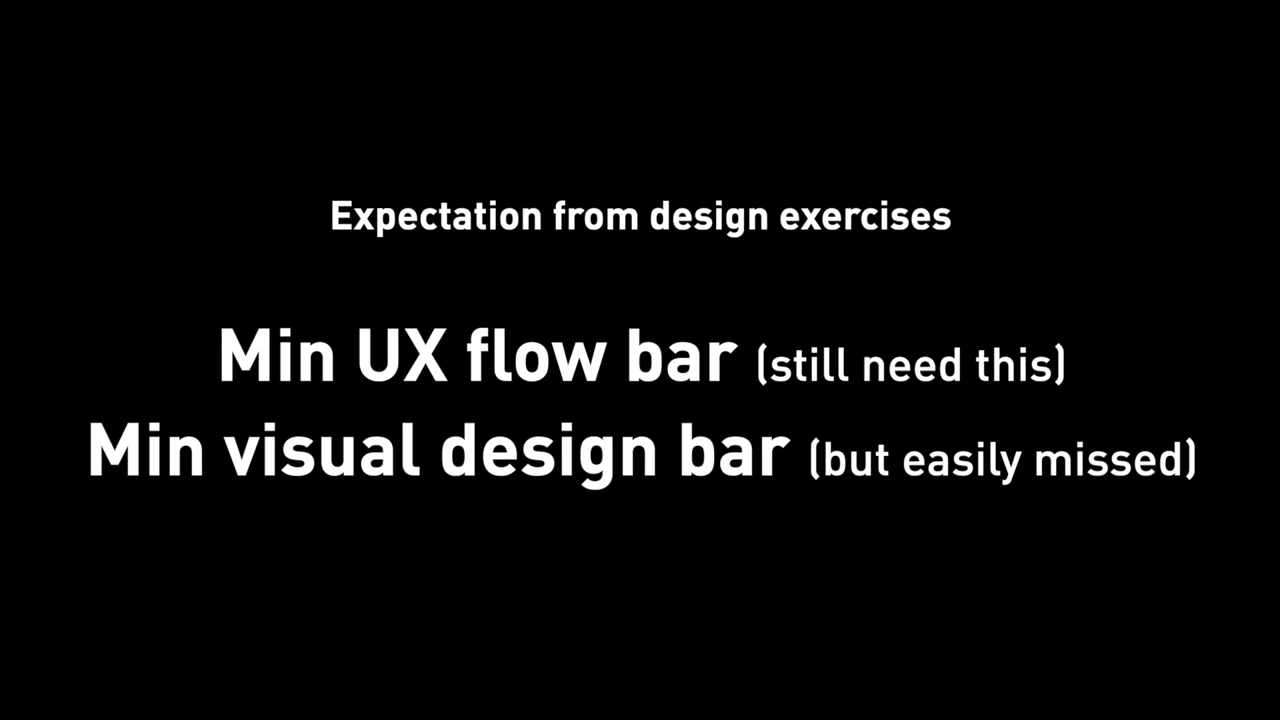 Expectation from design exercises
Min UX flow bar (still need this)
Min visual design bar (but easily missed)